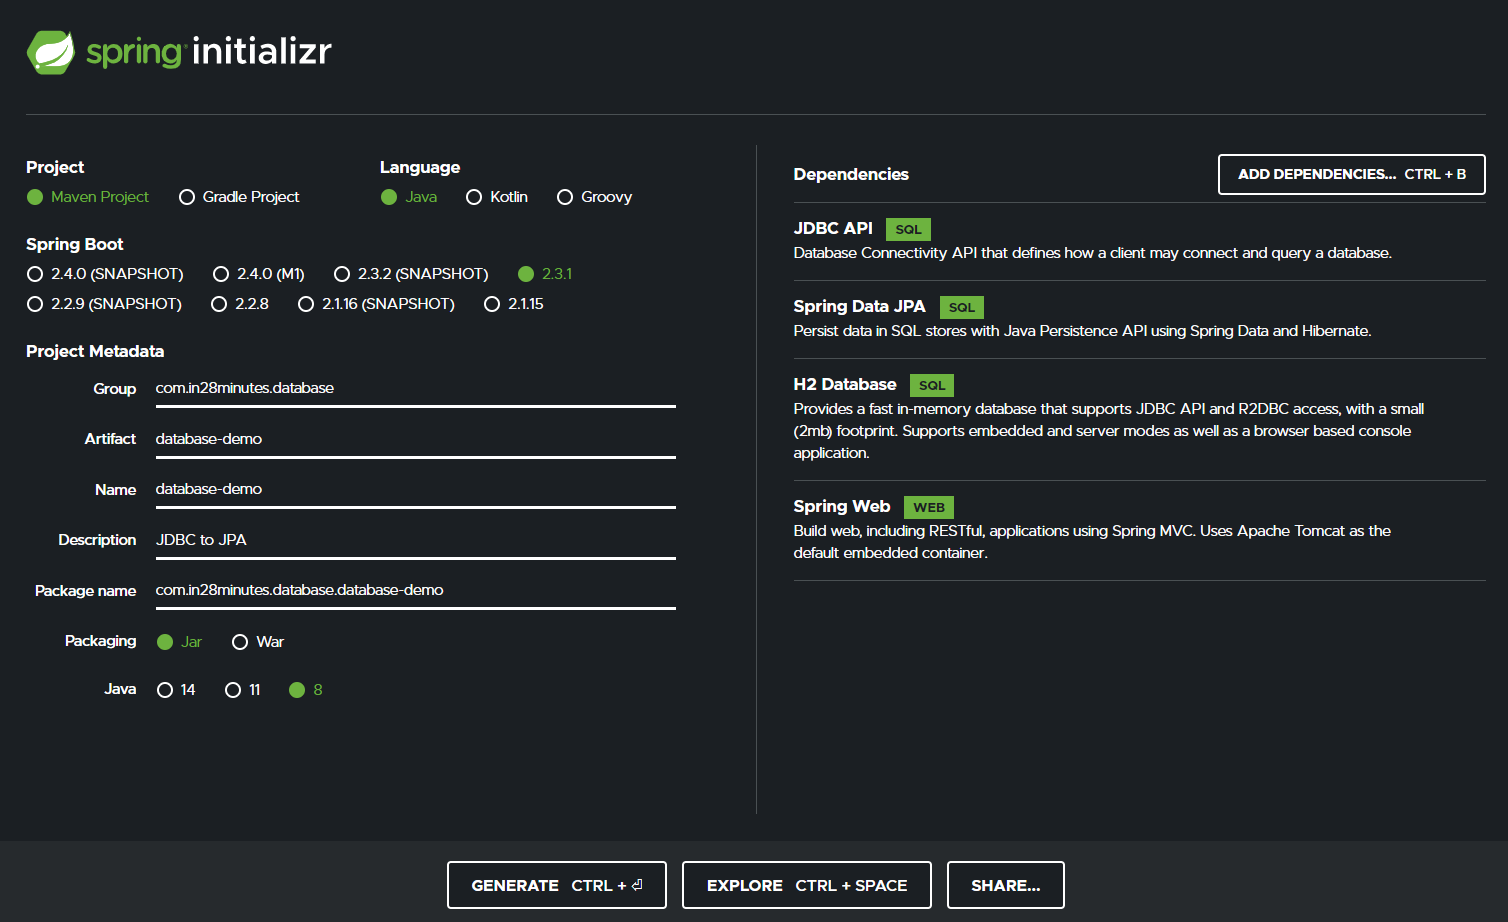 spring initializr
Project
Maven Project Gradle Project
Language
Java Kotlin Groovy
Spring Boot
2.4.0 (SNAPSHOT) 2.4.0 (M1) 2.3.2 (SNAPSHOT) 2.3.1
2.2.9 (SNAPSHOT) 2.2.8 2.1.16 (SNAPSHOT) 2.1.15
Project Metadata
Group com.in28minutes.database
Artifact database-demo
Name database-demo
Description JDBC to JPA
Package name com.in28minutes.database.database-demo
Packaging Jar War
Java 14 11 8
Dependencies ADD DEPENDENCIES... CTRL + B
JDBC API SQL
Database Connectivity API that defines how a client may connect and query a database.
Spring Data JPA SQL
Persist data in SQL stores with Java Persistence API using Spring Data and Hibernate.
H2 Database SQL
Provides a fast in-memory database that supports JDBC API and R2DBC access, with a small
(2mb) footprint. Supports embedded and server modes as well as a browser based console
application.
Spring Web WEB
Build web, including RESTful, applications using Spring MVC. Uses Apache Tomcat as the
default embedded container.
GENERATE CTRL + ⏎ EXPLORE CTRL + SPACE SHARE...